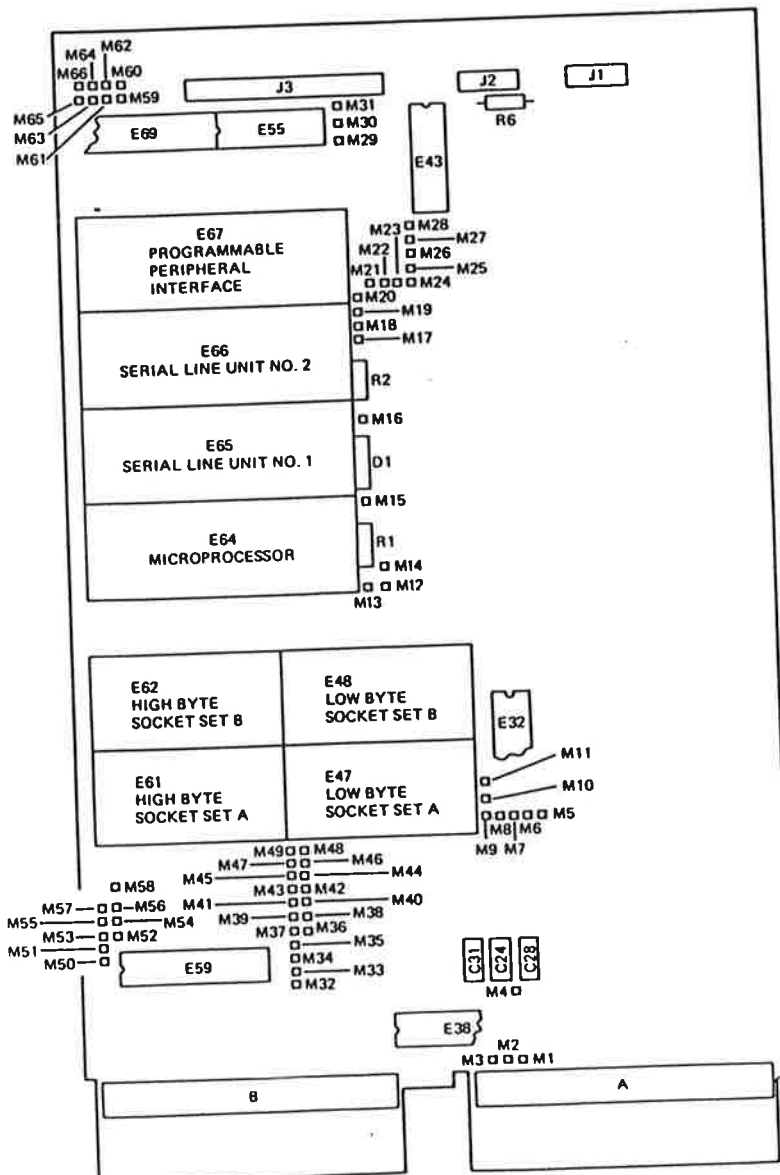 M62
M64
M66 M60
M65 M59
M63
M61
J3
J2
J1
R6
M31
M30
M29
E69
E55
E43
E67
PROGRAMMABLE
PERIPHERAL
INTERFACE
M28
M23
M27
M22
M26
M21
M25
M24
M20
M19
M18
M17
E66
SERIAL LINE UNIT NO. 2
R2
M16
E65
SERIAL LINE UNIT NO. 1
D1
M15
E64
MICROPROCESSOR
R1
M14
M12
M13
E62
HIGH BYTE
SOCKET SET B
E48
LOW BYTE
SOCKET SET B
E32
E61
HIGH BYTE
SOCKET SET A
E47
LOW BYTE
SOCKET SET A
M11
M10
M5
M8 M6
M9 M7
M49 M48
M47 M46
M45 M44
M58
M43 M42
M41 M40
M57 M56
M39 M38
M55 M54
M37 M36
M53 M52
M35
M51
M34
M50
M33
M32
E59
C31
C24
C28
M4
E38
M2
M3 M1
B
A